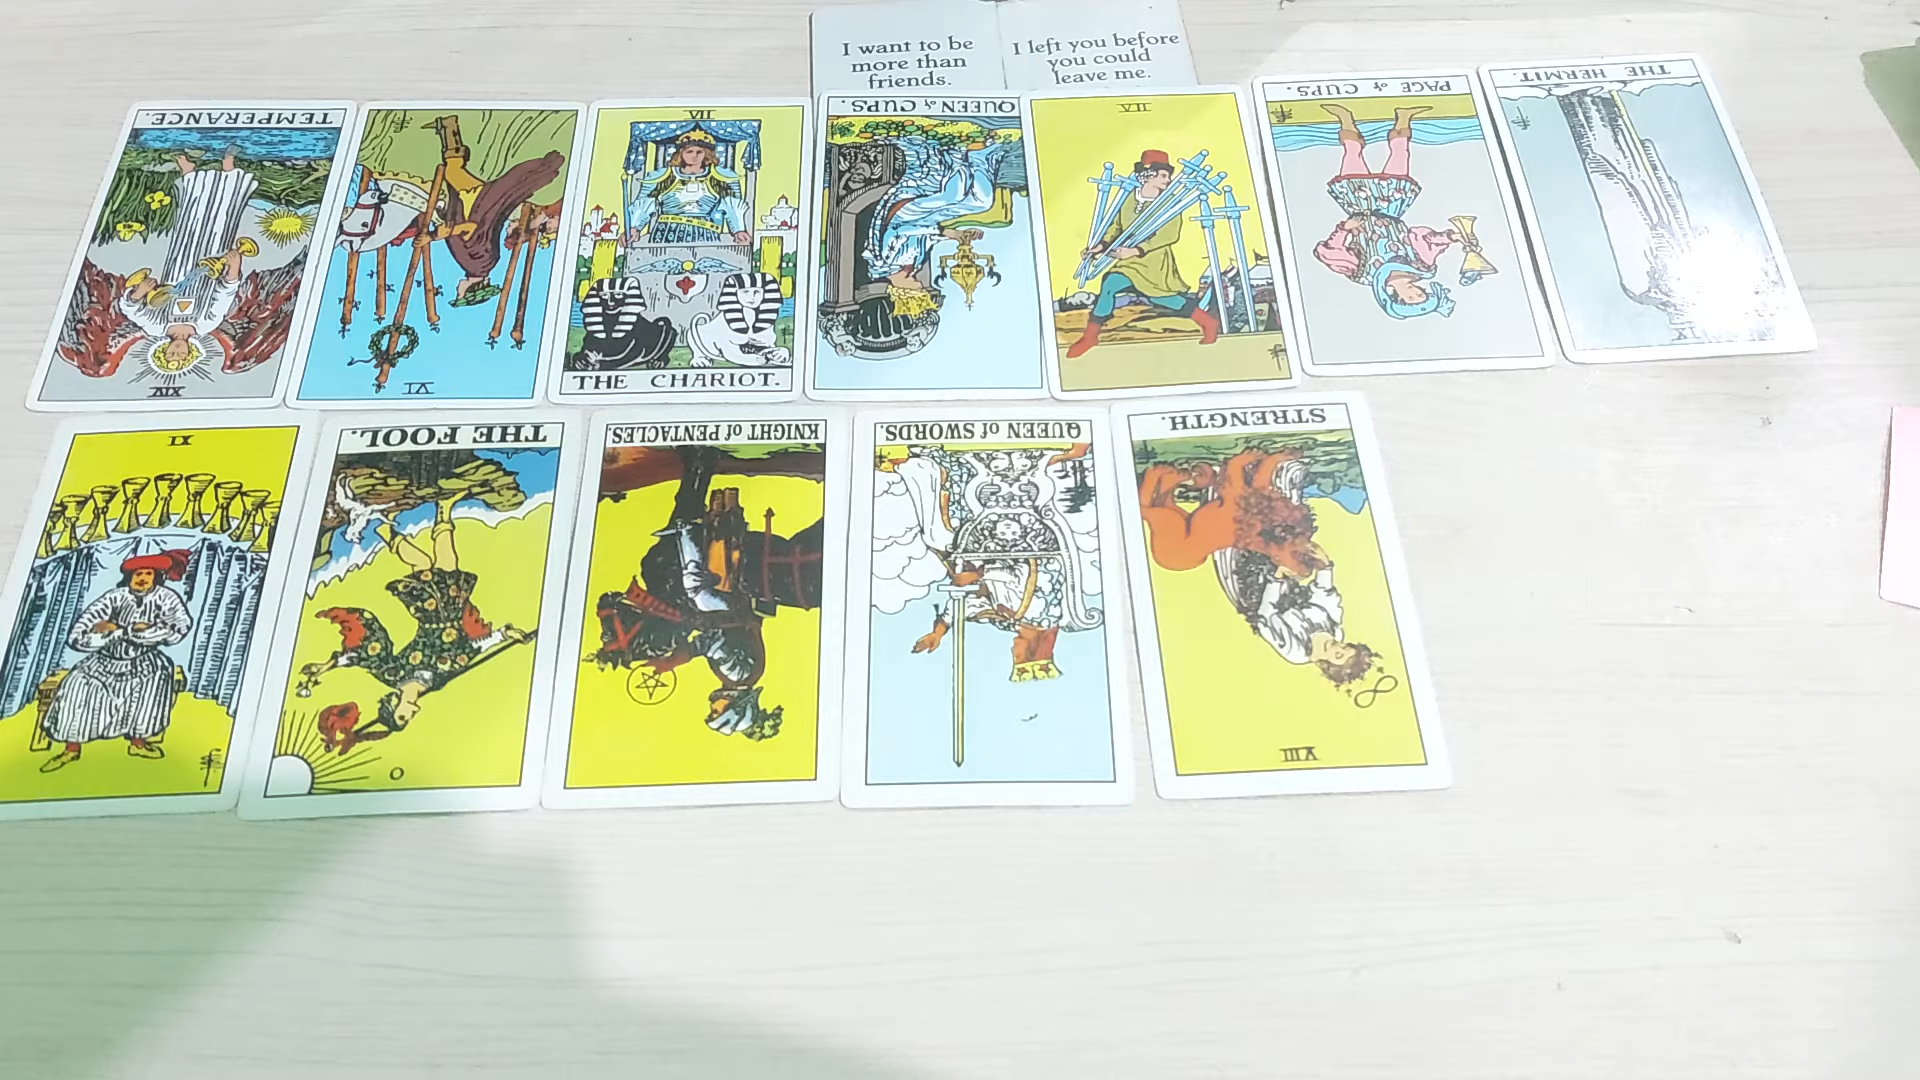 I want to be
more than
friends.
I left you before
you could
leave me.
TEMPERANCE.
XIV
VI
VII
THE CHARIOT.
QUEEN of CUPS.
VII
PAGE of CUPS.
THE HERMIT.
IX
IX
THE FOOL.
0
KNIGHT of PENTACLES.
QUEEN of SWORDS.
STRENGTH.
VIII